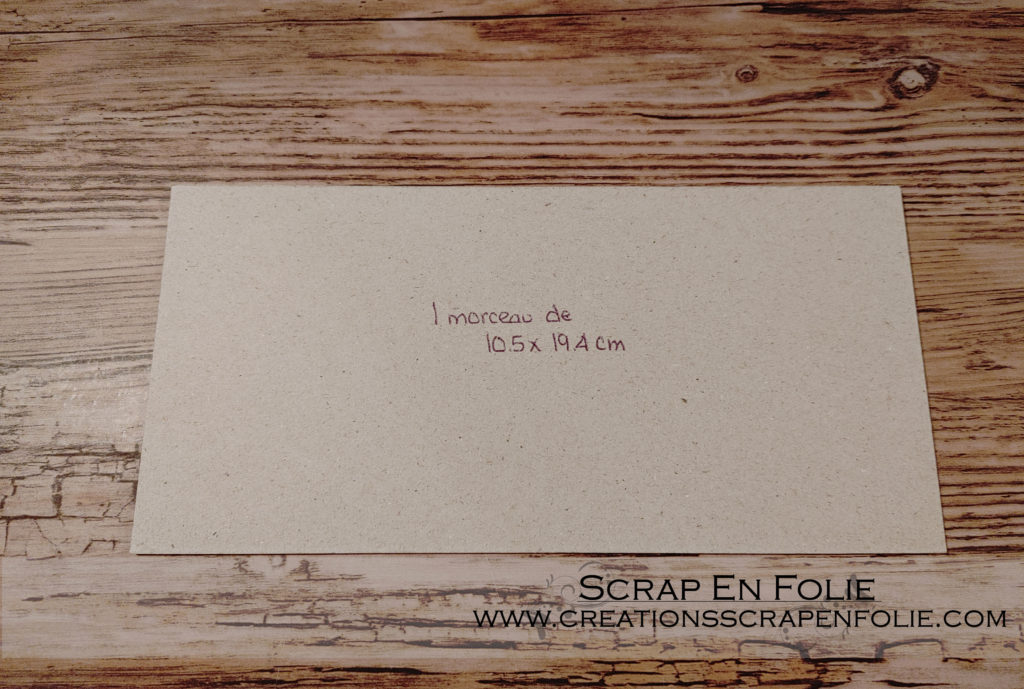 1 morceau de
10.5 x 19.4 cm
Scrap En Folie
www.creationsscrapenfolie.com